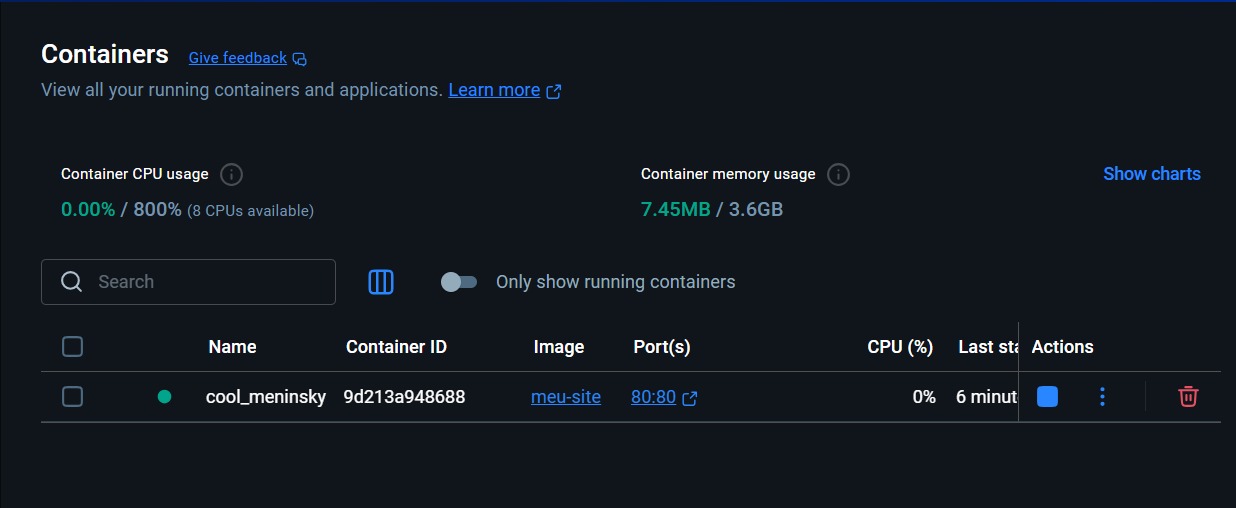 Containers Give feedback
View all your running containers and applications. Learn more
Container CPU usage Container memory usage Show charts
0.00% / 800% (8 CPUs available) 7.45MB / 3.6GB
Search Only show running containers
Name Container ID Image Port(s) CPU (%) Last sta Actions
cool_meninsky 9d213a948688 meu-site 80:80 0% 6 minut